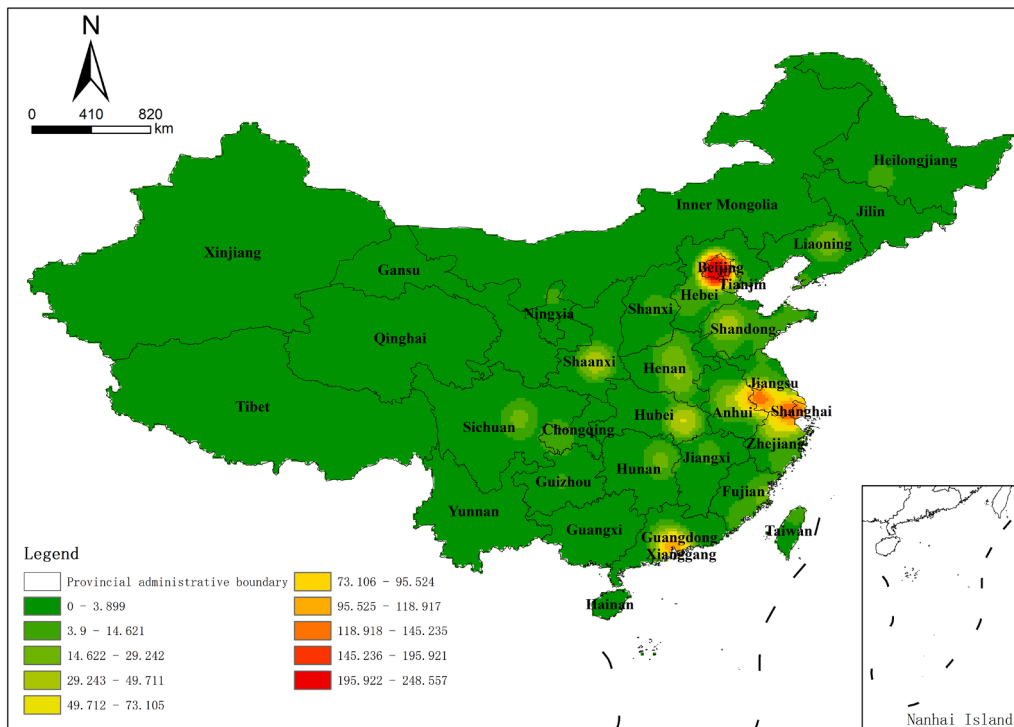 N
0 410 820
km
Heilongjiang
Jilin
Inner Mongolia
Liaoning
Xinjiang
Gansu
Beijing
Tianjin
Hebei
Ningxia
Shanxi
Shandong
Qinghai
Shaanxi
Henan
Jiangsu
Tibet
Anhui
Shanghai
Hubei
Sichuan
Chongqing
Zhejiang
Jiangxi
Hunan
Guizhou
Fujian
Yunnan
Guangxi
Guangdong
Taiwan
Xianggang
Hainan
Legend
Provincial administrative boundary
0 - 3.899
3.9 - 14.621
14.622 - 29.242
29.243 - 49.711
49.712 - 73.105
73.106 - 95.524
95.525 - 118.917
118.918 - 145.235
145.236 - 195.921
195.922 - 248.557
Nanhai Island